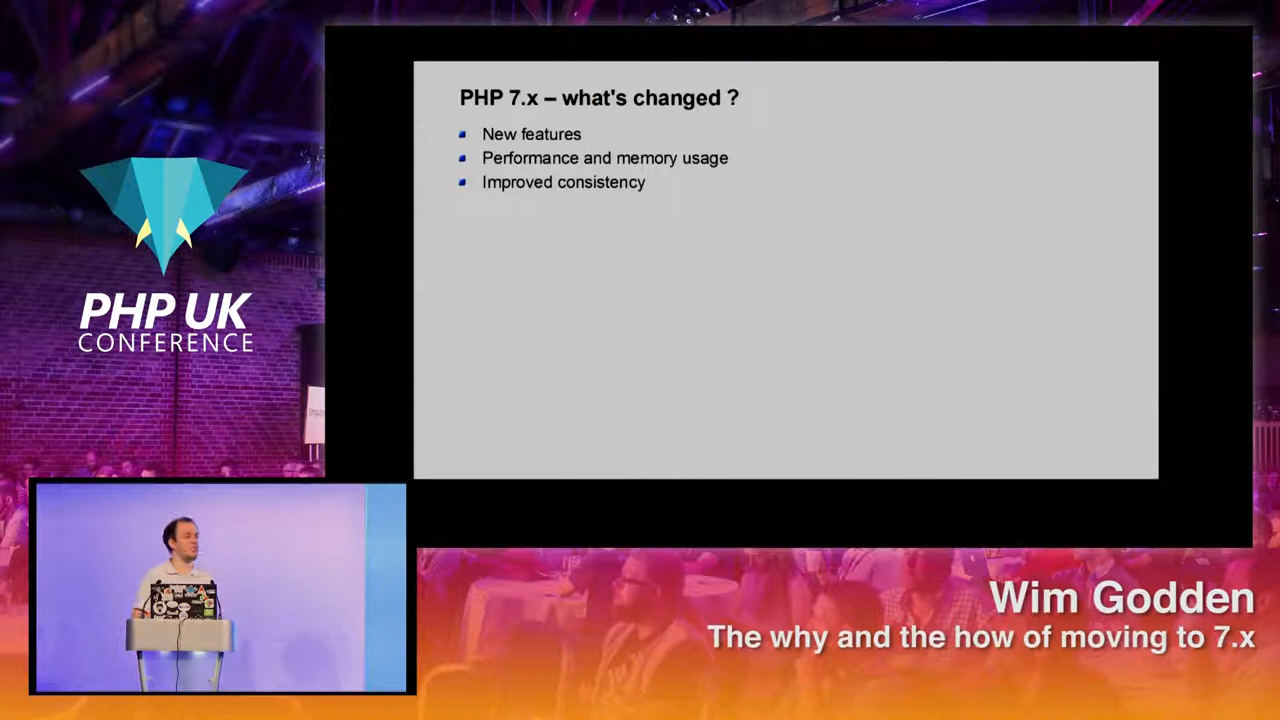 PHP 7.x – what's changed ?
New features
Performance and memory usage
Improved consistency
PHP UK
CONFERENCE
Wim Godden
The why and the how of moving to 7.x